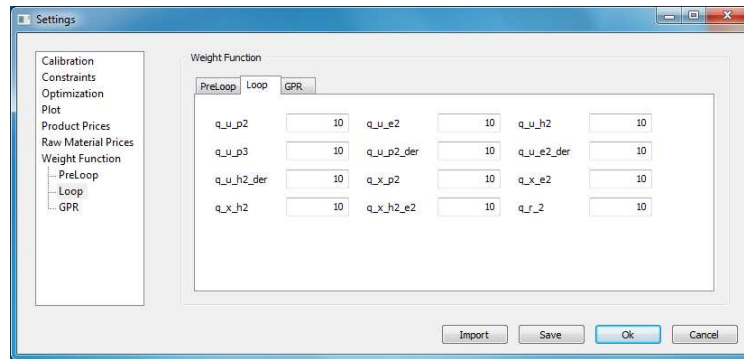 Settings
Calibration
Constraints
Optimization
Plot
Product Prices
Raw Material Prices
Weight Function
PreLoop
Loop
GPR
Weight Function
PreLoop Loop GPR
q_u_p2 10 q_u_e2 10 q_u_h2 10
q_u_p3 10 q_u_p2_der 10 q_u_e2_der 10
q_u_h2_der 10 q_x_p2 10 q_x_e2 10
q_x_h2 10 q_x_h2_e2 10 q_r_2 10
Import Save Ok Cancel